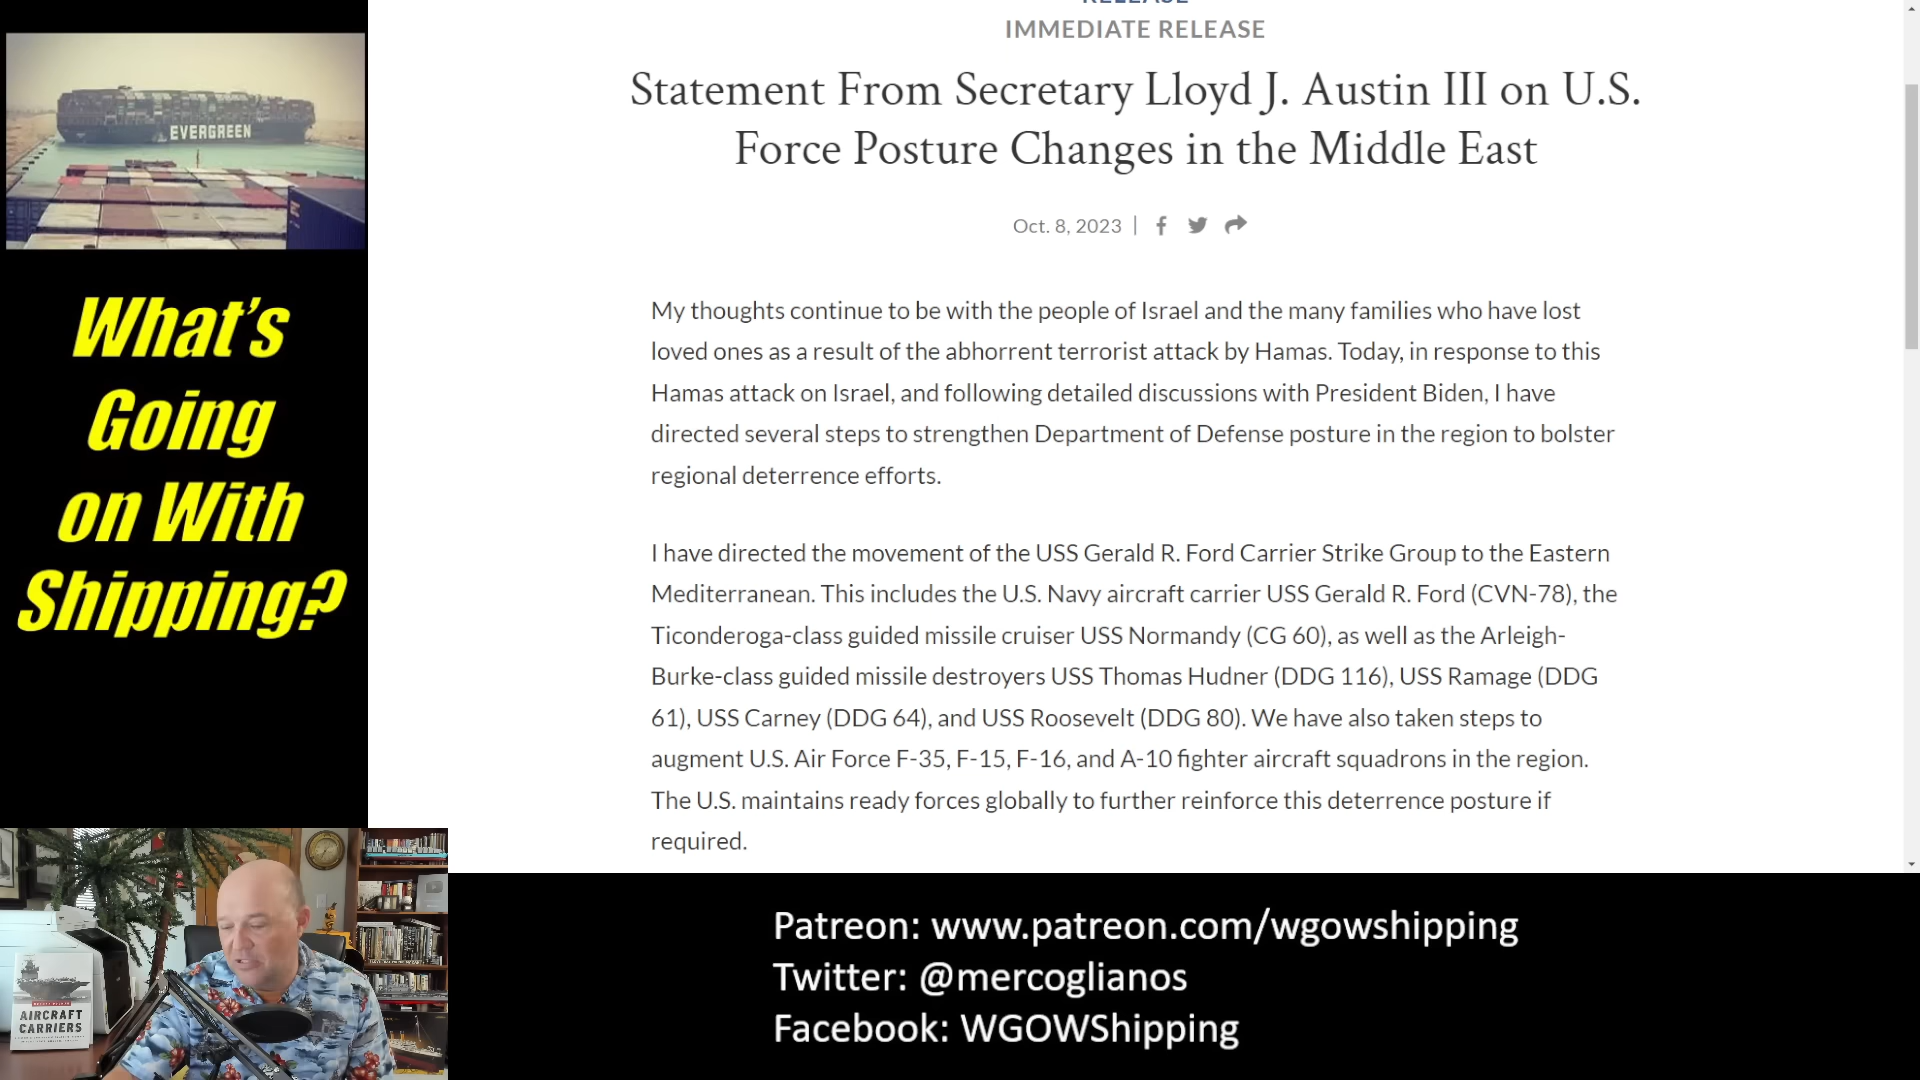 EVERGREEN
What's
Going
on With
Shipping?
RELEASE
IMMEDIATE RELEASE
Statement From Secretary Lloyd J. Austin III on U.S.
Force Posture Changes in the Middle East
Oct. 8, 2023
My thoughts continue to be with the people of Israel and the many families who have lost
loved ones as a result of the abhorrent terrorist attack by Hamas. Today, in response to this
Hamas attack on Israel, and following detailed discussions with President Biden, I have
directed several steps to strengthen Department of Defense posture in the region to bolster
regional deterrence efforts.
I have directed the movement of the USS Gerald R. Ford Carrier Strike Group to the Eastern
Mediterranean. This includes the U.S. Navy aircraft carrier USS Gerald R. Ford (CVN-78), the
Ticonderoga-class guided missile cruiser USS Normandy (CG 60), as well as the Arleigh-
Burke-class guided missile destroyers USS Thomas Hudner (DDG 116), USS Ramage (DDG
61), USS Carney (DDG 64), and USS Roosevelt (DDG 80). We have also taken steps to
augment U.S. Air Force F-35, F-15, F-16, and A-10 fighter aircraft squadrons in the region.
The U.S. maintains ready forces globally to further reinforce this deterrence posture if
required.
AIRCRAFT
CARRIERS
Patreon: www.patreon.com/wgowshipping
Twitter: @mercoglianos
Facebook: WGOWShipping